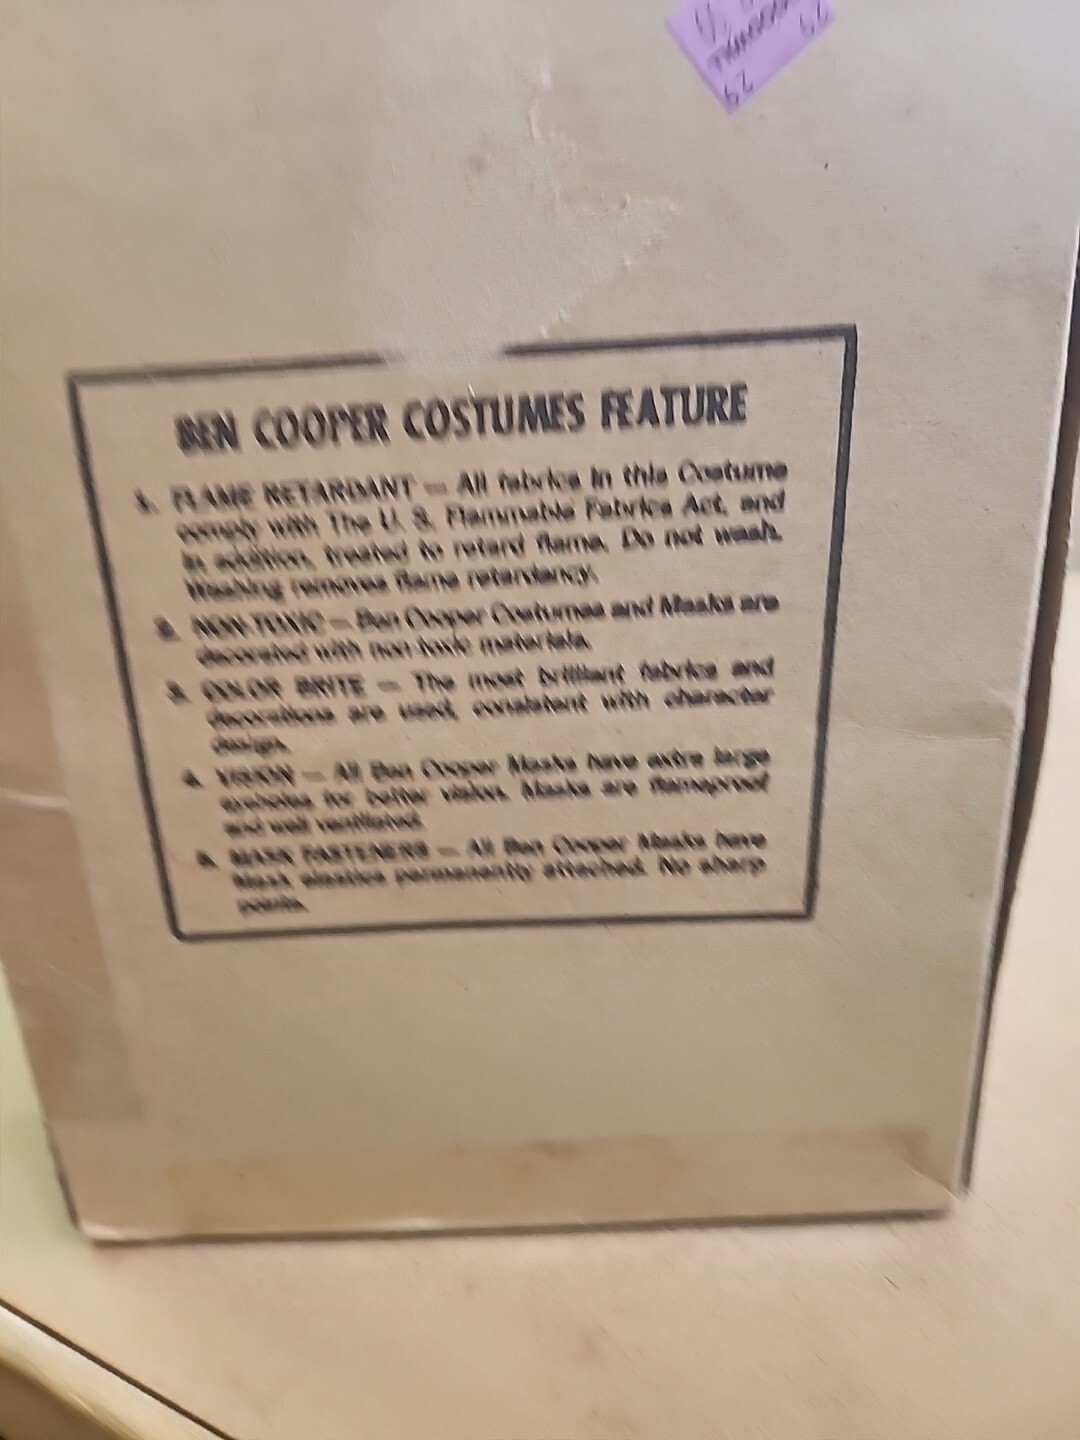 BEN COOPER COSTUMES FEATURE
1. FLAME RETARDANT — All fabrics in this Costume
comply with The U. S. Flammable Fabrics Act, and
in addition, treated to retard flame. Do not wash.
Washing removes flame retardancy.
2. NON-TOXIC — Ben Cooper Costumes and Masks are
decorated with non-toxic materials.
3. COLOR BRITE — The most brilliant fabrics and
decorations are used, consistent with character
design.
4. VISION — All Ben Cooper Masks have extra large
eyeholes for better vision. Masks are flameproof
and well ventilated.
5. MASK FASTENERS — All Ben Cooper Masks have
Mask elastics permanently attached. No sharp
points.